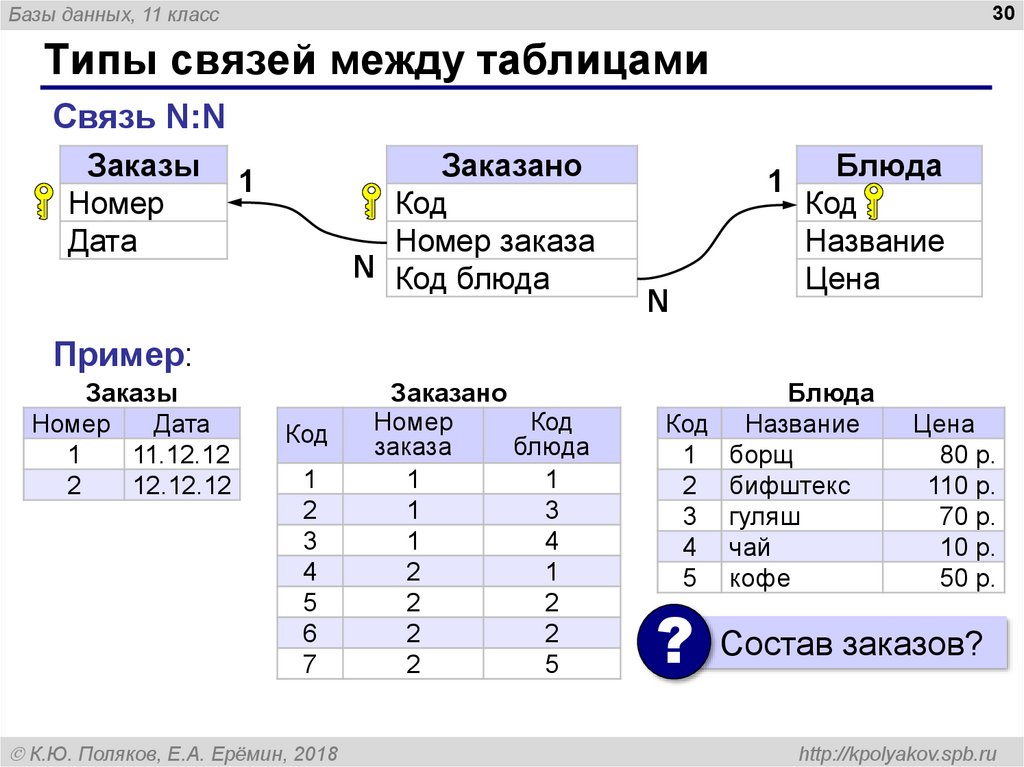 Базы данных, 11 класс
30
Типы связей между таблицами
Связь N:N
Заказы
Номер
Дата
1
N
Заказано
Код
Номер заказа
Код блюда
N
1
Блюда
Код
Название
Цена
Пример:
Заказы
Номер Дата
1 11.12.12
2 12.12.12
Заказано
Код Номер заказа Код блюда
1 1 1
2 1 3
3 1 4
4 2 1
5 2 2
6 2 2
7 2 5
Блюда
Код Название Цена
1 борщ 80 р.
2 бифштекс 110 р.
3 гуляш 70 р.
4 чай 10 р.
5 кофе 50 р.
? Состав заказов?
© К.Ю. Поляков, Е.А. Ерёмин, 2018
http://kpolyakov.spb.ru